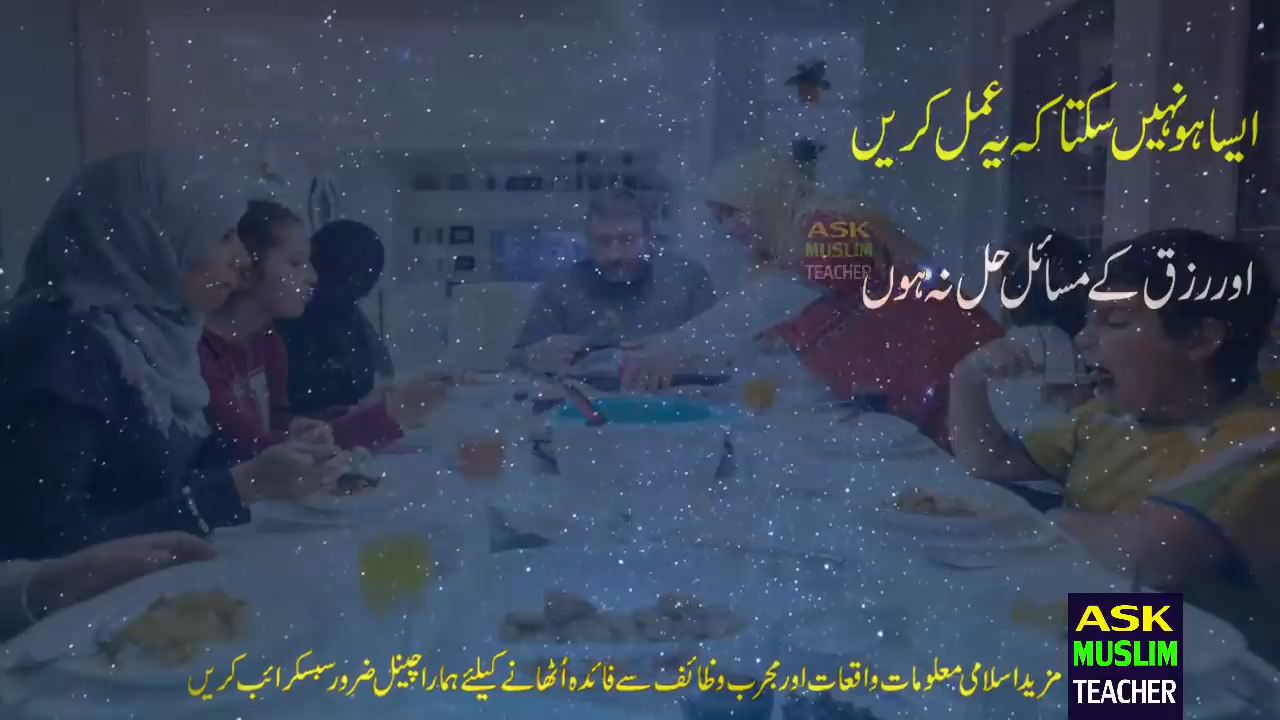 ایسا ہو نہیں سکتا کہ یہ عمل کریں
ASK
MUSLIM
TEACHER
اور رزق کے مسائل حل نہ ہوں
ASK
MUSLIM
TEACHER
مزید اسلامی معلومات واقعات اور مجرب وظائف سے فائدہ اُٹھانے کیلئے ہمارا چینل ضرور سبسکرائب کریں